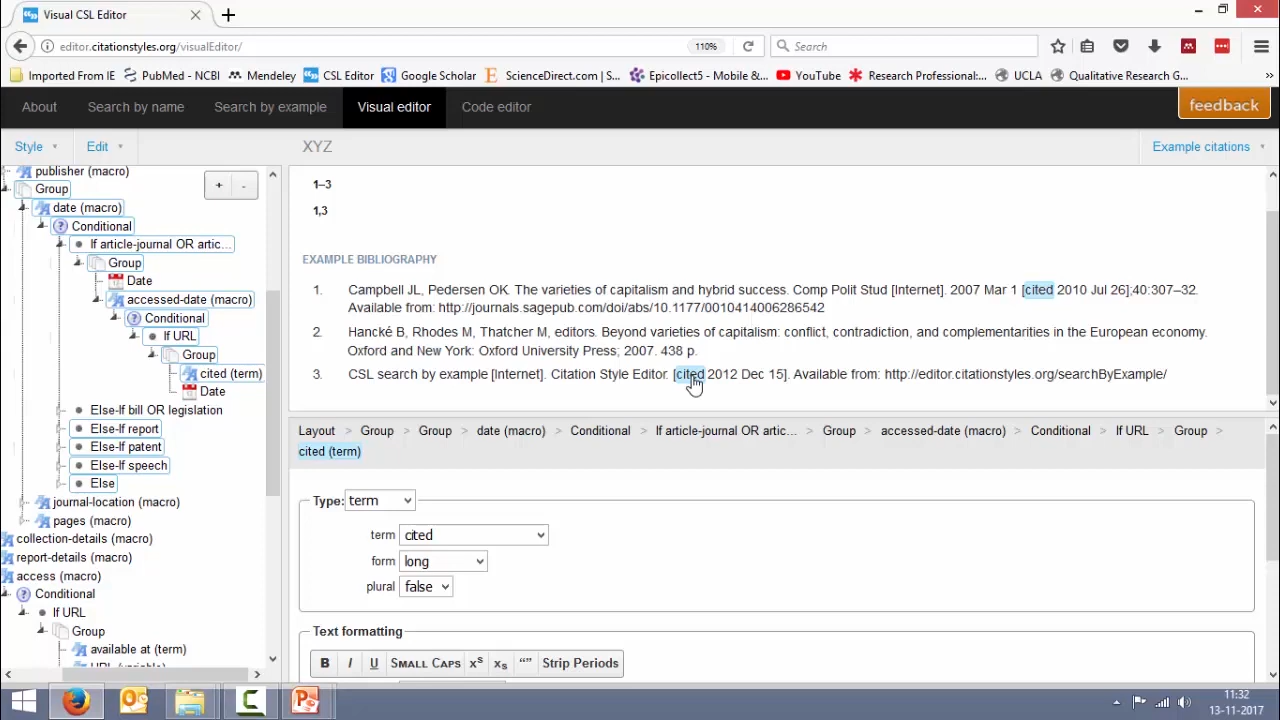 Visual CSL Editor
editor.citationstyles.org/visualEditor/
110%
Search
Imported From IE
PubMed - NCBI
Mendeley
CSL Editor
Google Scholar
ScienceDirect.com | S...
Epicollect5 - Mobile &...
YouTube
Research Professional:...
UCLA
Qualitative Research G...
About
Search by name
Search by example
Visual editor
Code editor
feedback
Style
Edit
XYZ
Example citations
publisher (macro)
Group
date (macro)
Conditional
If article-journal OR artic...
Group
Date
accessed-date (macro)
Conditional
If URL
Group
cited (term)
Date
Else-If bill OR legislation
Else-If report
Else-If patent
Else-If speech
Else
journal-location (macro)
pages (macro)
collection-details (macro)
report-details (macro)
access (macro)
Conditional
If URL
Group
available at (term)
URL (variable)
+ -
1–3
1,3
EXAMPLE BIBLIOGRAPHY
1. Campbell JL, Pedersen OK. The varieties of capitalism and hybrid success. Comp Polit Stud [Internet]. 2007 Mar 1 [cited 2010 Jul 26];40:307–32.
Available from: http://journals.sagepub.com/doi/abs/10.1177/0010414006286542
2. Hancké B, Rhodes M, Thatcher M, editors. Beyond varieties of capitalism: conflict, contradiction, and complementarities in the European economy.
Oxford and New York: Oxford University Press; 2007. 438 p.
3. CSL search by example [Internet]. Citation Style Editor. [cited 2012 Dec 15]. Available from: http://editor.citationstyles.org/searchByExample/
Layout > Group > Group > date (macro) > Conditional > If article-journal OR artic... > Group > accessed-date (macro) > Conditional > If URL > Group >
cited (term)
Type: term
term cited
form long
plural false
Text formatting
B I U SMALL CAPS xs xs “” Strip Periods
11:32
13-11-2017